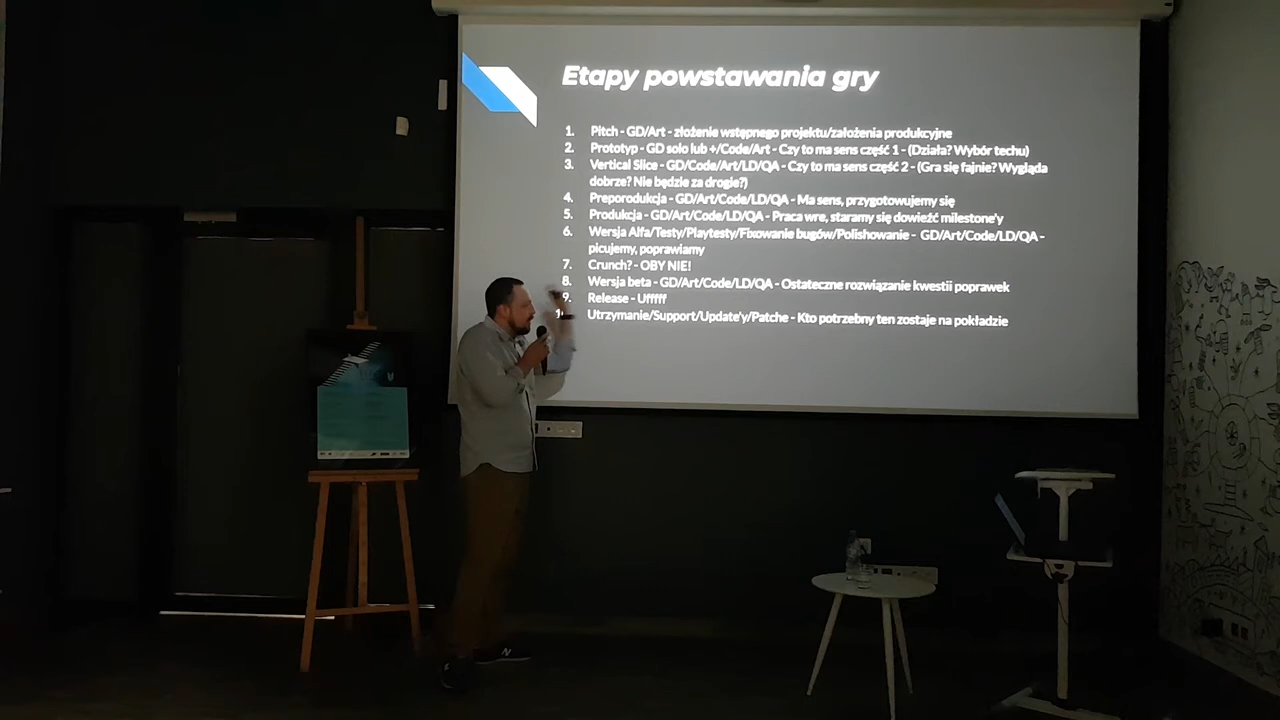 Etapy powstawania gry
1. Pitch - GD/Art - złożenie wstępnego projektu/założenia produkcyjne
2. Prototyp - GD solo lub +/Code/Art - Czy to ma sens część 1 - (Działa? Wybór techu)
3. Vertical Slice - GD/Code/Art/LD/QA - Czy to ma sens część 2 - (Gra się fajnie? Wygląda
dobrze? Nie będzie za drogie?)
4. Preporodukcja - GD/Art/Code/LD/QA - Ma sens, przygotowujemy się
5. Produkcja - GD/Art/Code/LD/QA - Praca wre, staramy się dowieźć milestone'y
6. Wersja Alfa/Testy/Playtesty/Fixowanie bugów/Polishowanie - GD/Art/Code/LD/QA -
picujemy, poprawiamy
7. Crunch? - OBY NIE!
8. Wersja beta - GD/Art/Code/LD/QA - Ostateczne rozwiązanie kwestii poprawek
9. Release - Ufffff
Utrzymanie/Support/Update'y/Patche - Kto potrzebny ten zostaje na pokładzie
N